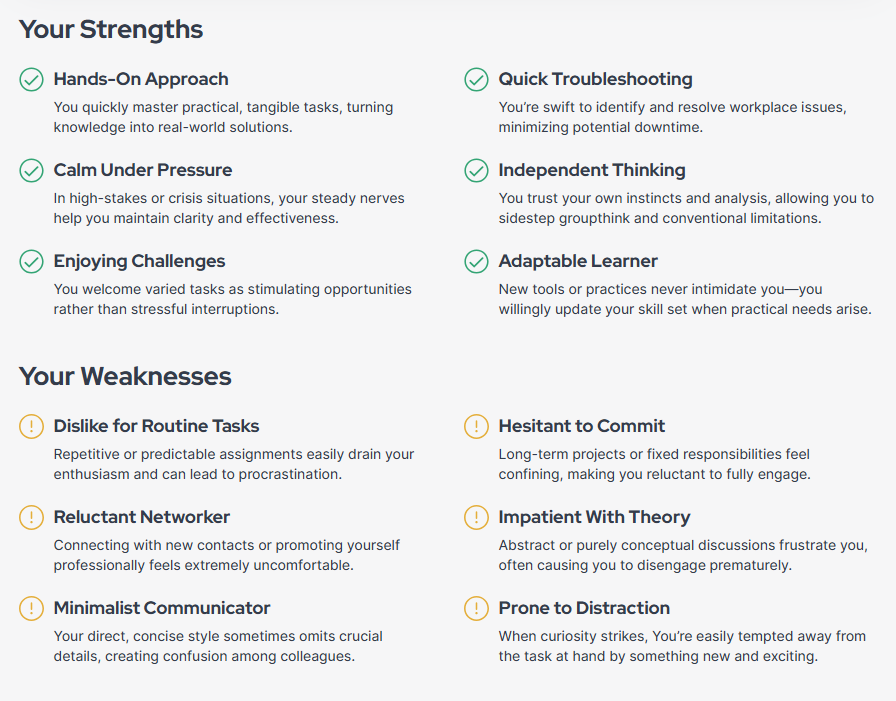 Your Strengths
Hands-On Approach
You quickly master practical, tangible tasks, turning
knowledge into real-world solutions.
Quick Troubleshooting
You’re swift to identify and resolve workplace issues,
minimizing potential downtime.
Calm Under Pressure
In high-stakes or crisis situations, your steady nerves
help you maintain clarity and effectiveness.
Independent Thinking
You trust your own instincts and analysis, allowing you to
sidestep groupthink and conventional limitations.
Enjoying Challenges
You welcome varied tasks as stimulating opportunities
rather than stressful interruptions.
Adaptable Learner
New tools or practices never intimidate you—you
willingly update your skill set when practical needs arise.
Your Weaknesses
Dislike for Routine Tasks
Repetitive or predictable assignments easily drain your
enthusiasm and can lead to procrastination.
Hesitant to Commit
Long-term projects or fixed responsibilities feel
confining, making you reluctant to fully engage.
Reluctant Networker
Connecting with new contacts or promoting yourself
professionally feels extremely uncomfortable.
Impatient With Theory
Abstract or purely conceptual discussions frustrate you,
often causing you to disengage prematurely.
Minimalist Communicator
Your direct, concise style sometimes omits crucial
details, creating confusion among colleagues.
Prone to Distraction
When curiosity strikes, You’re easily tempted away from
the task at hand by something new and exciting.